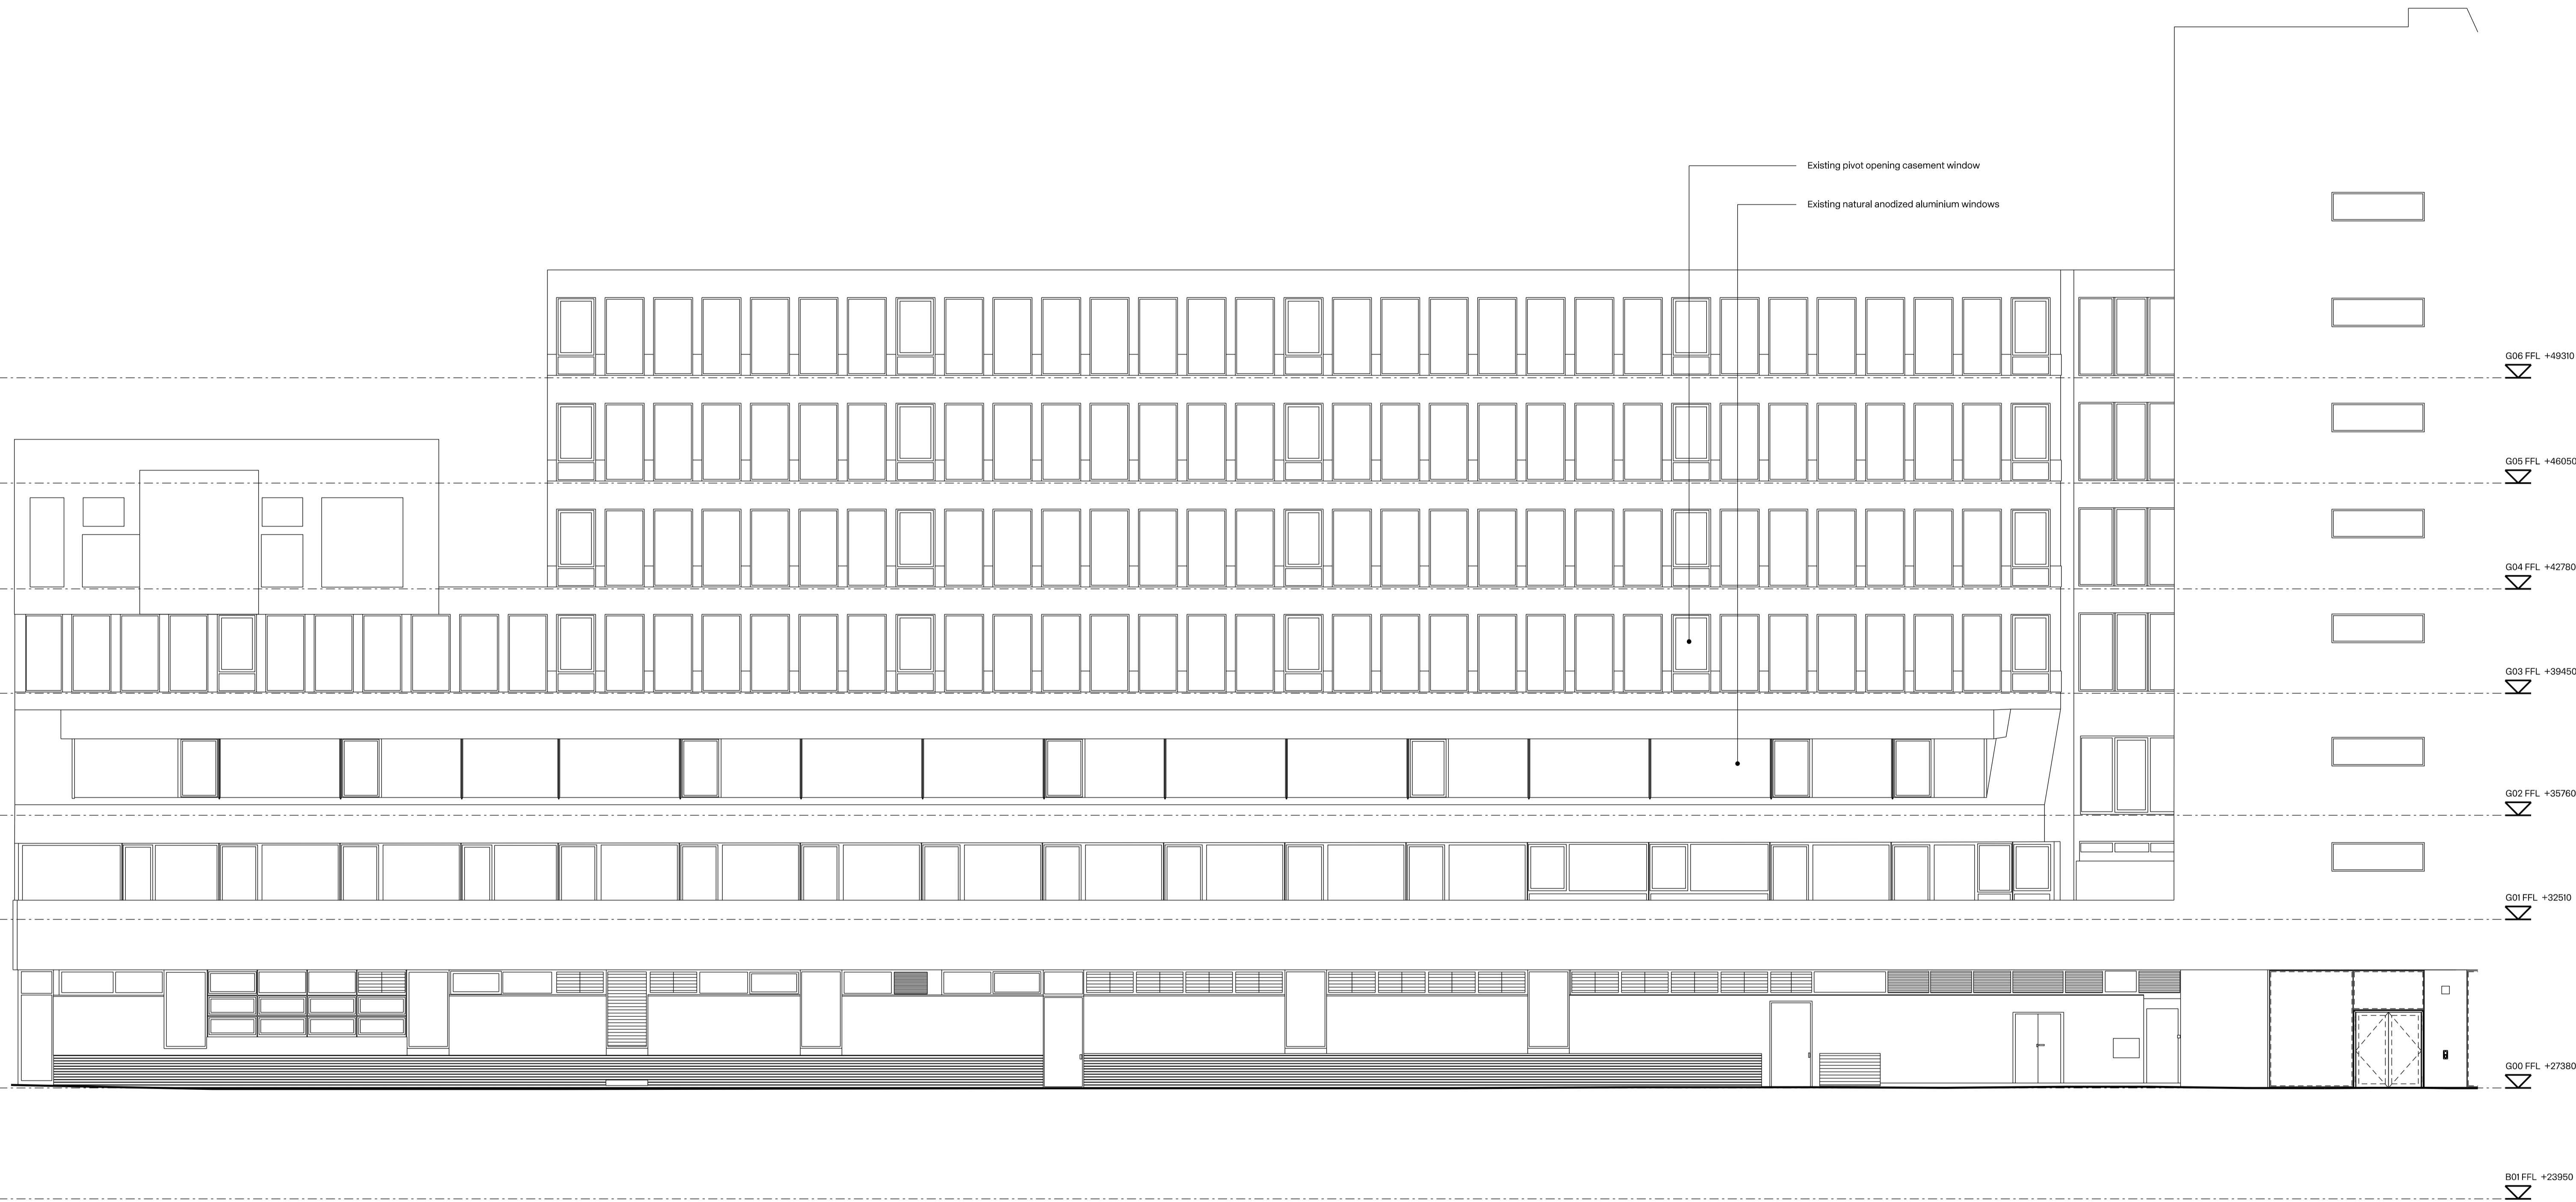 Existing pivot opening casement window
Existing natural anodized aluminium windows
G06 FFL +49310
G05 FFL +46050
G04 FFL +42780
G03 FFL +39450
G02 FFL +35760
G01 FFL +32510
G00 FFL +27380
B01 FFL +23950